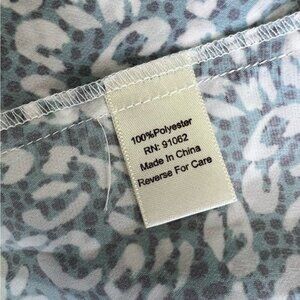 100%Polyester
RN: 91062
Made In China
Reverse For Care